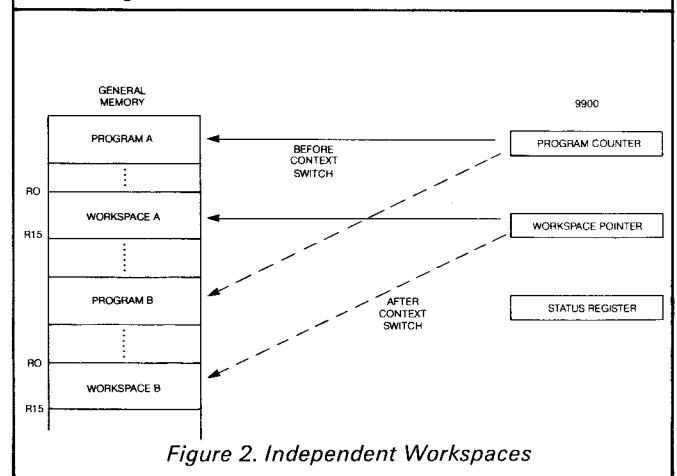 GENERAL
MEMORY
9900
PROGRAM A
BEFORE
CONTEXT
SWITCH
PROGRAM COUNTER
R0
WORKSPACE A
R15
WORKSPACE POINTER
PROGRAM B
AFTER
CONTEXT
SWITCH
STATUS REGISTER
R0
WORKSPACE B
R15
Figure 2. Independent Workspaces